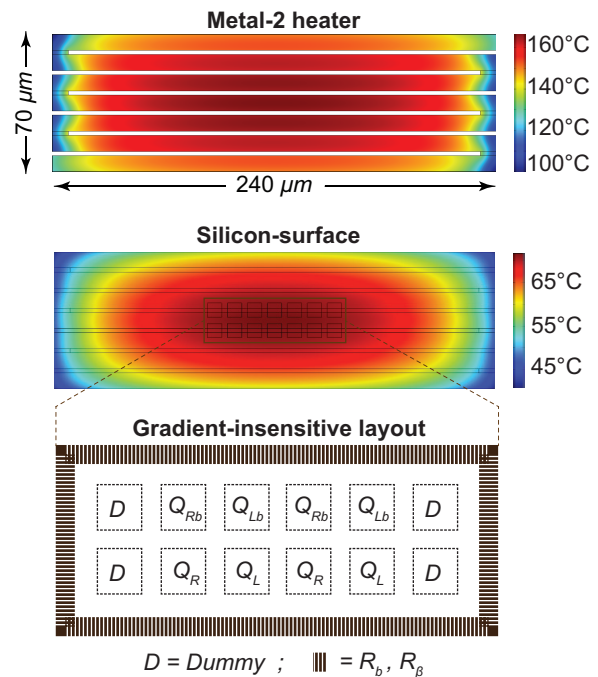 Metal-2 heater
70 µm
160°C
140°C
120°C
100°C
240 µm
Silicon-surface
65°C
55°C
45°C
Gradient-insensitive layout
D Q_Rb Q_Lb Q_Rb Q_Lb D
D Q_R Q_L Q_R Q_L D
D = Dummy ; = R_b , R_β